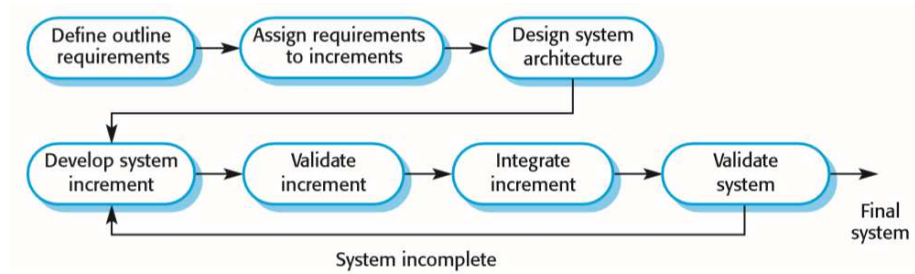 Define outline
requirements
Assign requirements
to increments
Design system
architecture
Develop system
increment
Validate
increment
Integrate
increment
Validate
system
Final
system
System incomplete